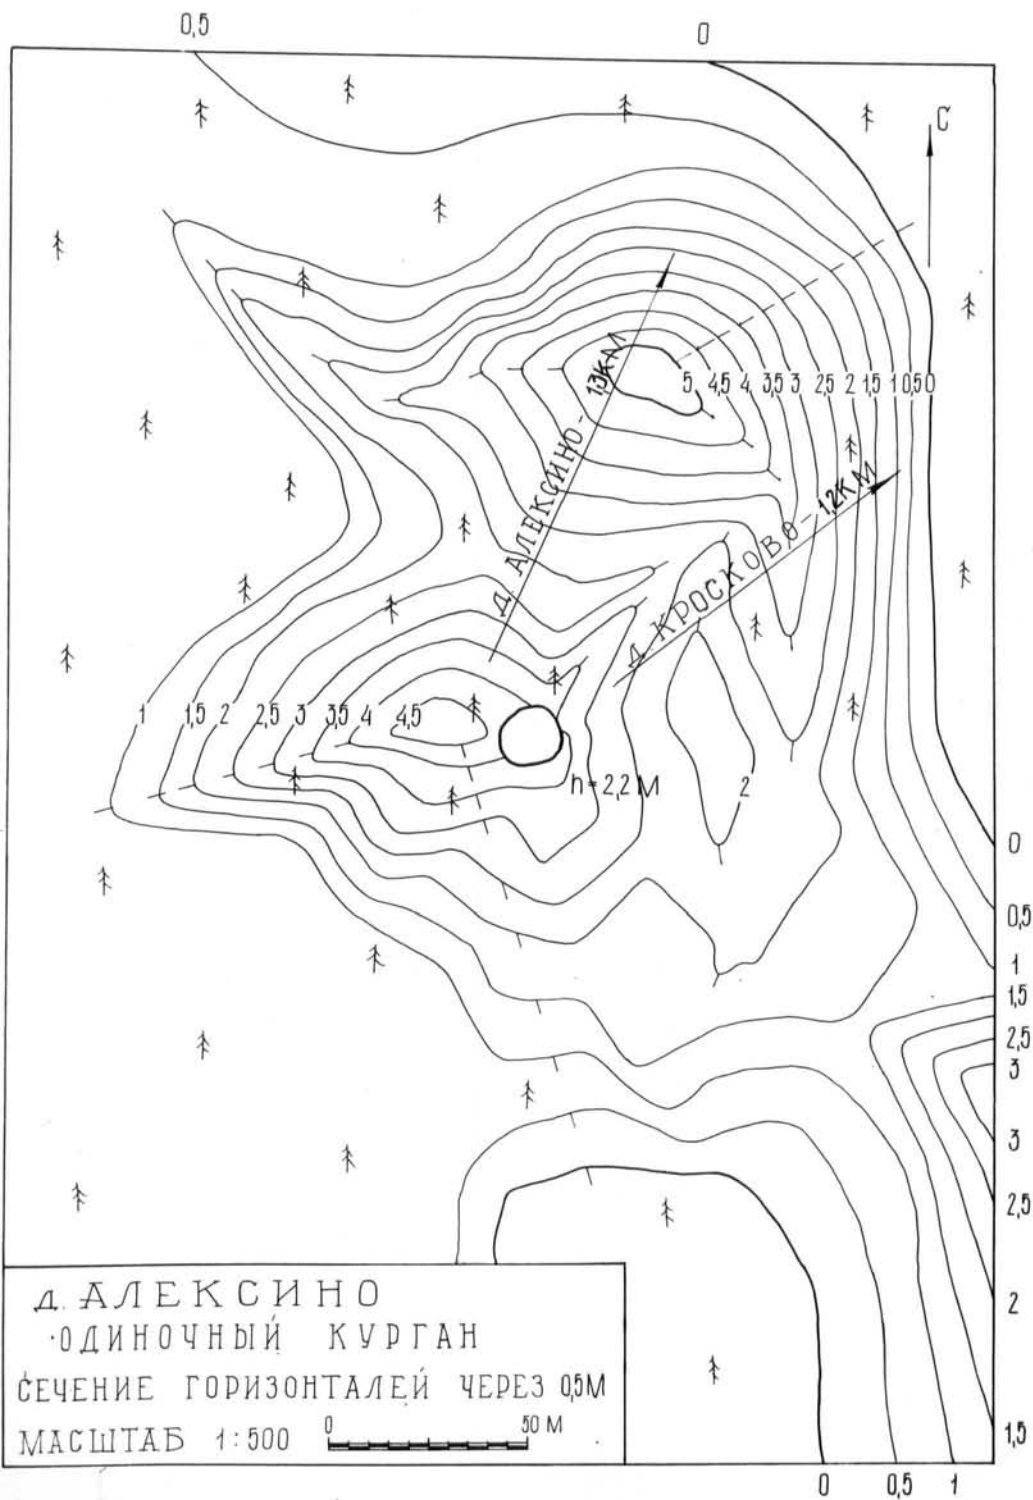 0,5
0
С
Д. АЛЕКСИНО - 1,3КМ
5 4,5 4 3,5 3 2,5 2 1,5 1 0,5 0
Д. КРОСКОВО - 1,2КМ
1 1,5 2 2,5 3 3,5 4 4,5
h=2,2М
2
0
0,5
1
1,5
2,5
3
3
2,5
2
1,5
0 0,5 1
д. АЛЕКСИНО
ОДИНОЧНЫЙ КУРГАН
СЕЧЕНИЕ ГОРИЗОНТАЛЕЙ ЧЕРЕЗ 0,5М
МАСШТАБ 1:500
0 50 М